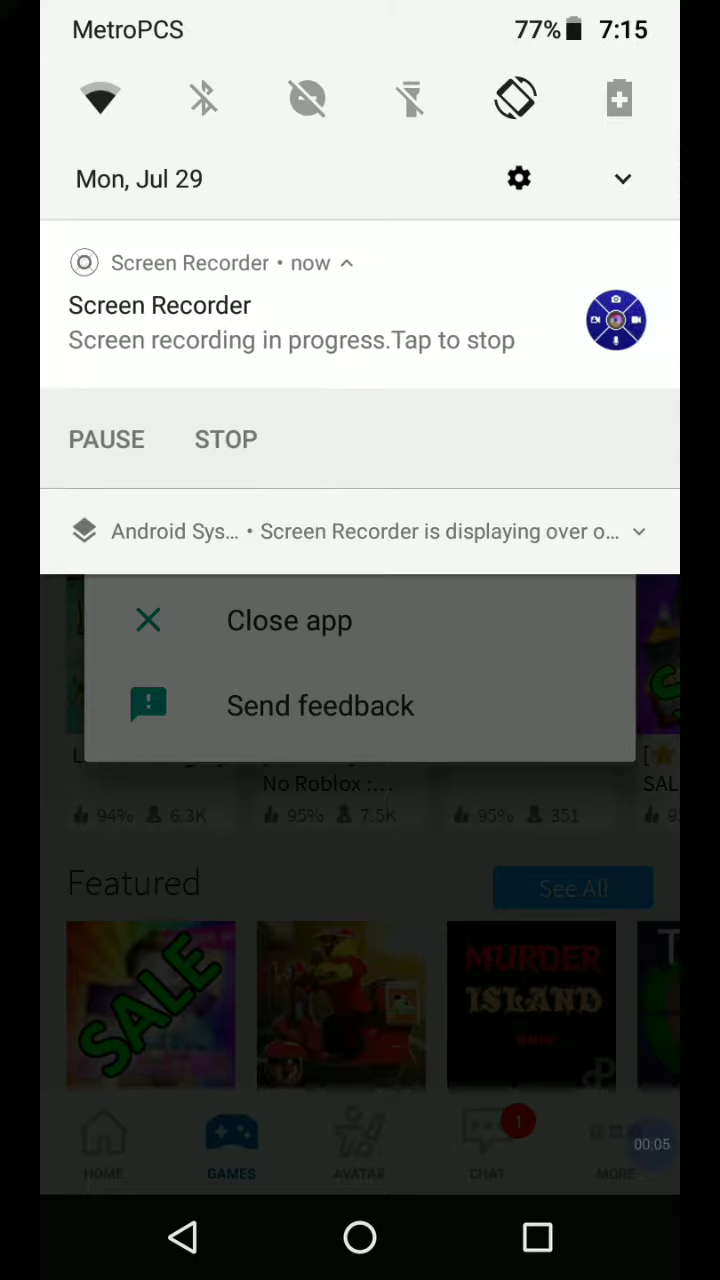 MetroPCS 77% 7:15
Mon, Jul 29
Screen Recorder • now
Screen Recorder
Screen recording in progress.Tap to stop
PAUSE STOP
Android Sys... • Screen Recorder is displaying over o...
Close app
Send feedback
No Roblox :... SAL
94% 6.3K 95% 7.5K 95% 351
Featured See All
SALE MURDER
ISLAND
1
00:05
HOME GAMES AVATAR CHAT MORE